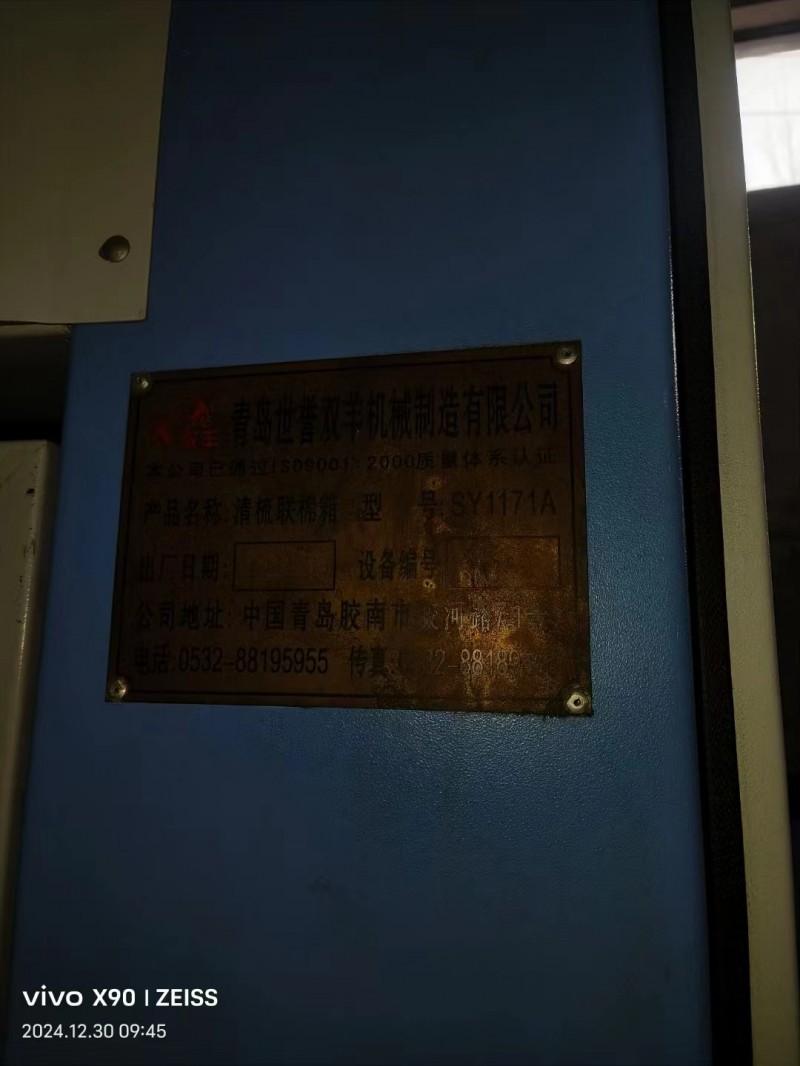 青岛世誉双羊机械制造有限公司
本公司已通过ISO9001:2000质量体系认证
产品名称:清梳联棉箱 型 号:SY1171A
出厂日期: 设备编号
公司地址:中国青岛胶南市 河路
电话:0532-88195955 传真:
vivo X90 | ZEISS
2024.12.30 09:45